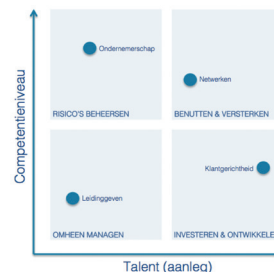 Competentieniveau
Ondernemerschap
RISICO'S BEHEERSEN
Netwerken
BENUTTEN & VERSTERKEN
Leidinggeven
OMHEEN MANAGEN
Klantgerichtheid
INVESTEREN & ONTWIKKELE
Talent (aanleg)